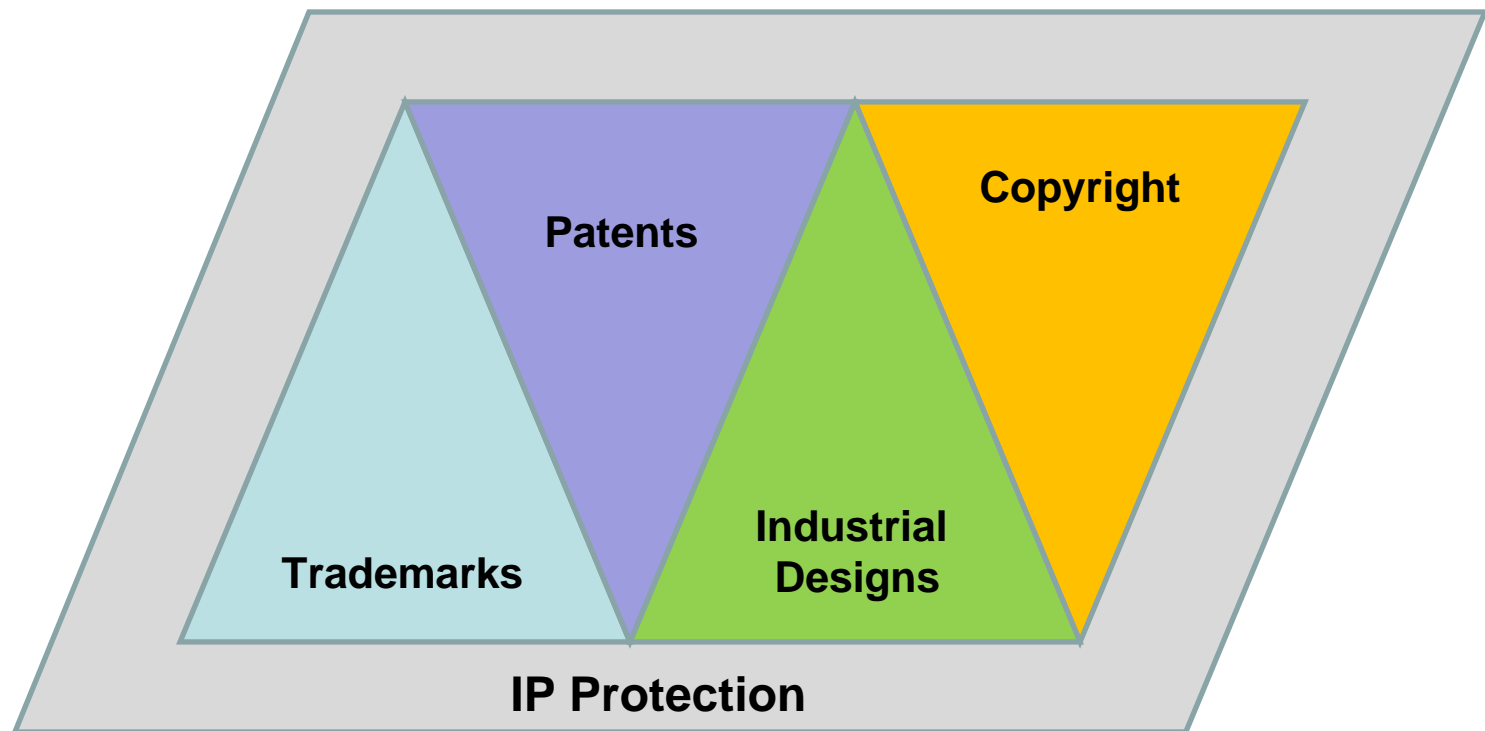 Copyright
Patents
Industrial
Designs
Trademarks
IP Protection